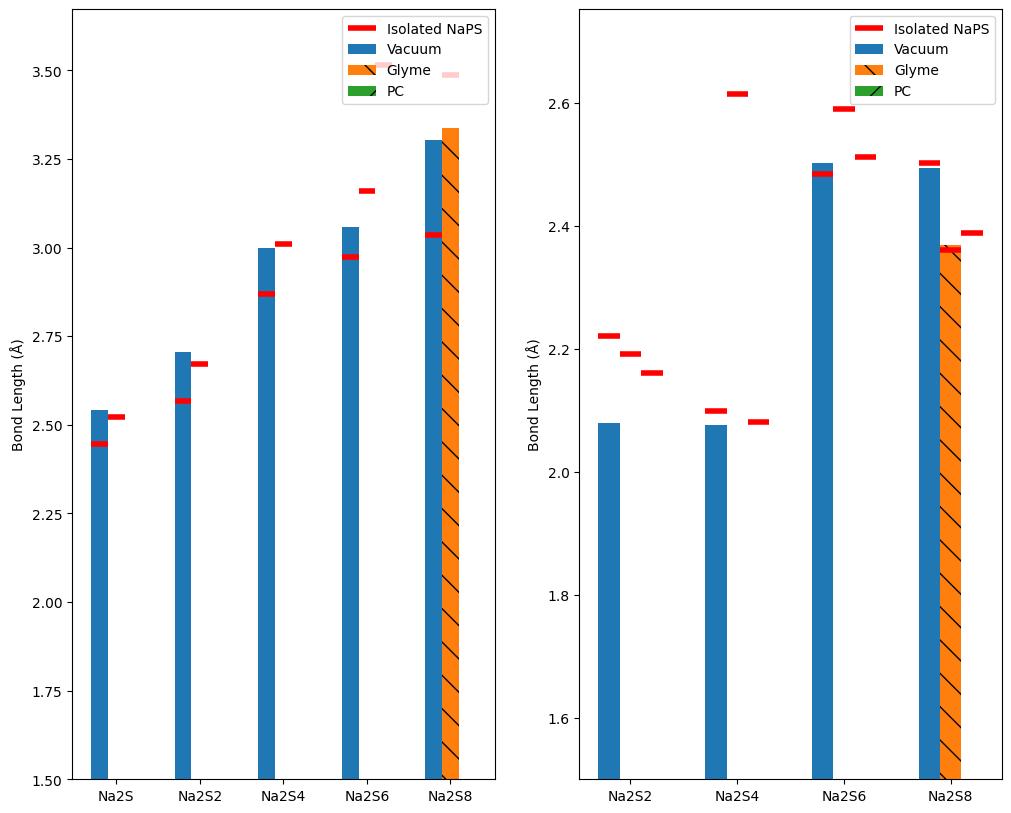 Bond Length (Å)
3.50
3.25
3.00
2.75
2.50
2.25
2.00
1.75
1.50
Na2S
Na2S2
Na2S4
Na2S6
Na2S8
Isolated NaPS
Vacuum
Glyme
PC
Bond Length (Å)
2.6
2.4
2.2
2.0
1.8
1.6
Na2S2
Na2S4
Na2S6
Na2S8
Isolated NaPS
Vacuum
Glyme
PC